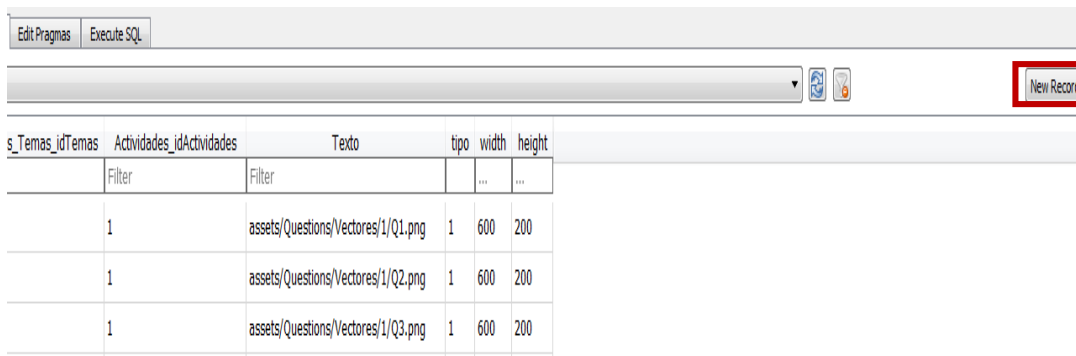 Edit Pragmas Execute SQL
New Recor
s_Temas_idTemas Actividades_idActividades Texto tipo width height
Filter Filter ... ...
1 assets/Questions/Vectores/1/Q1.png 1 600 200
1 assets/Questions/Vectores/1/Q2.png 1 600 200
1 assets/Questions/Vectores/1/Q3.png 1 600 200